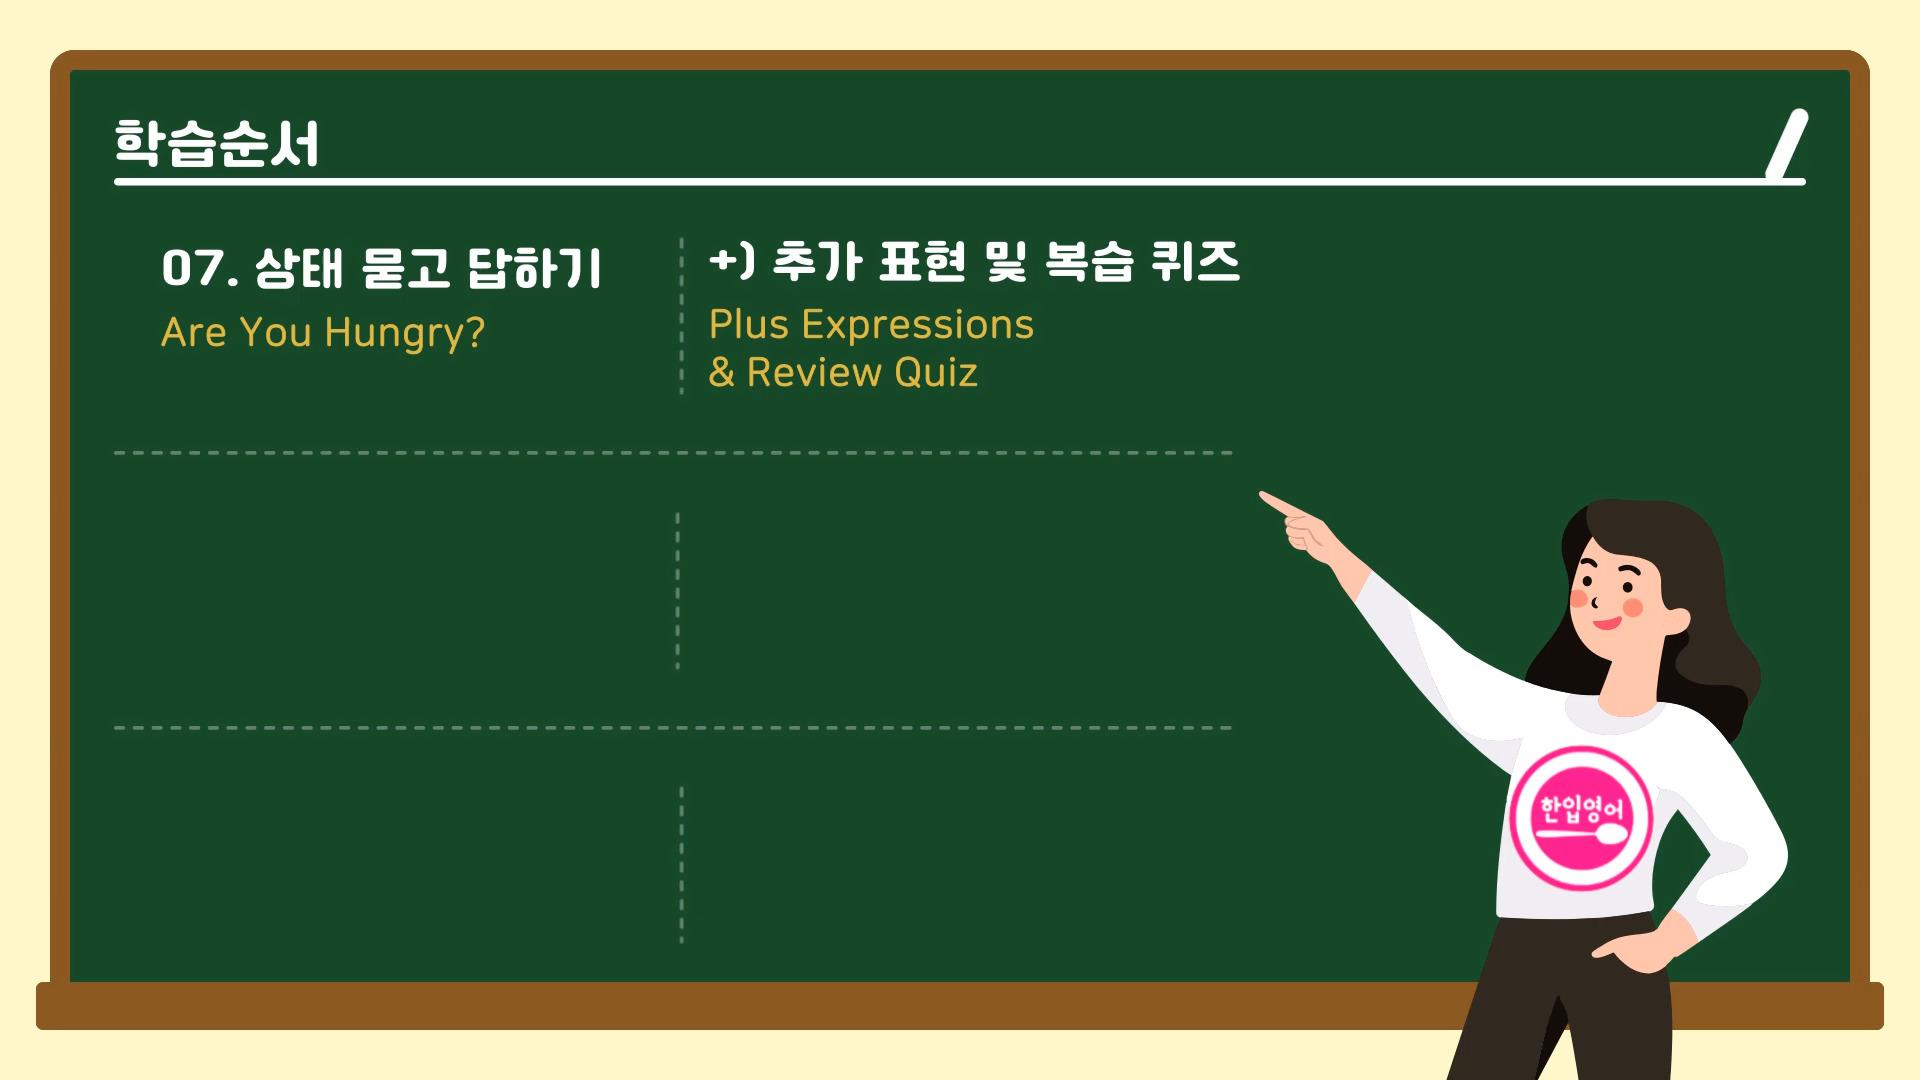 학습순서
07. 상태 묻고 답하기
Are You Hungry?
+) 추가 표현 및 복습 퀴즈
Plus Expressions
& Review Quiz
한입영어